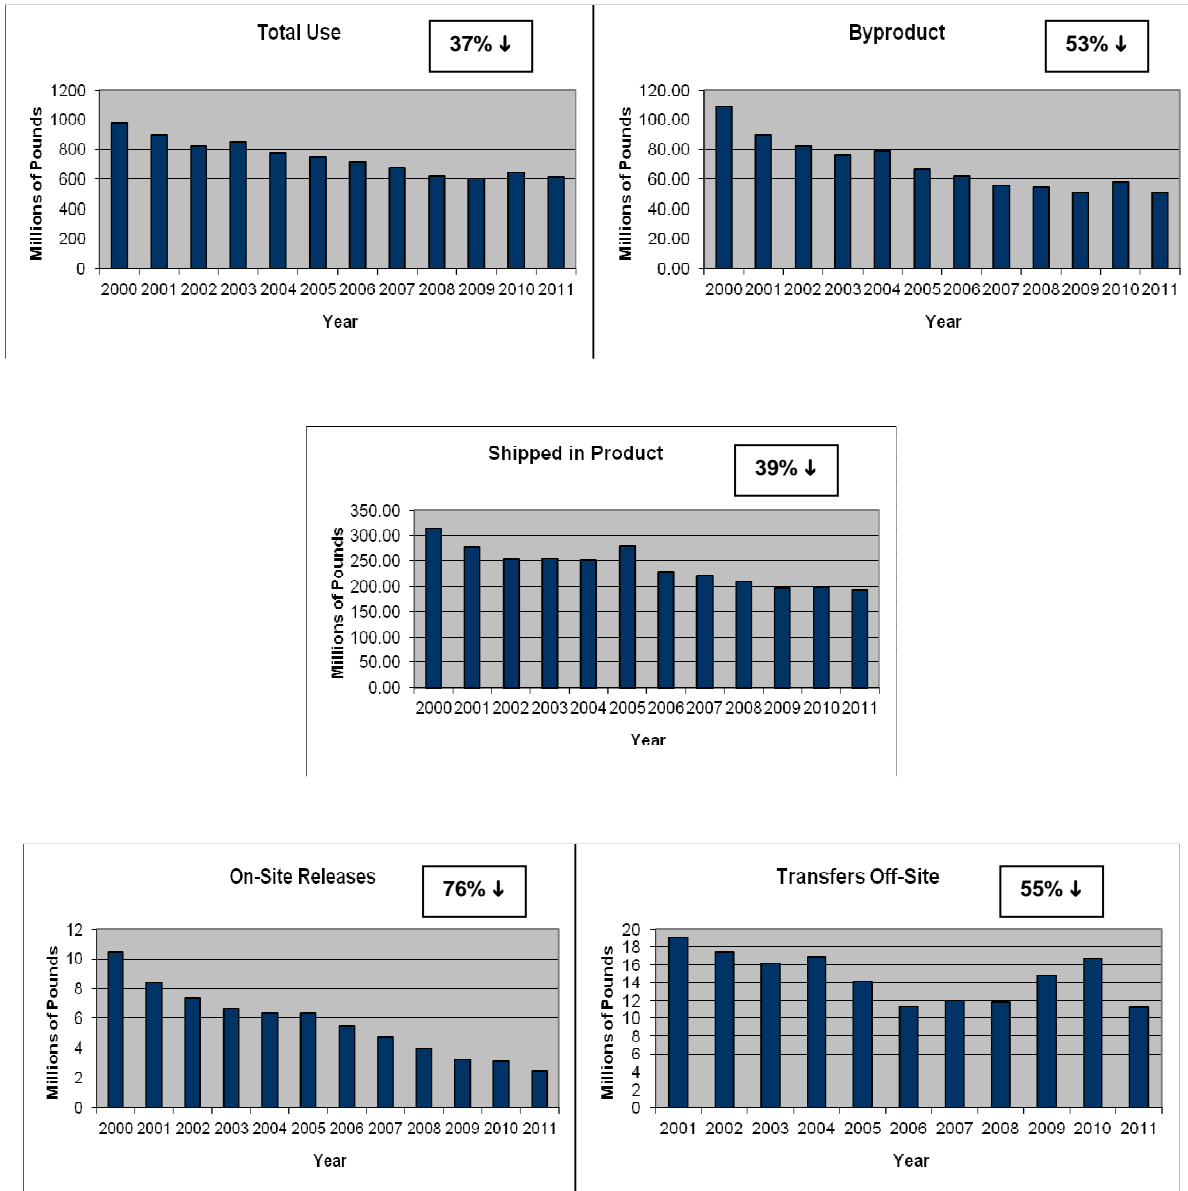 Total Use
37% ↓
1200
1000
800
600
400
200
0
Millions of Pounds
2000 2001 2002 2003 2004 2005 2006 2007 2008 2009 2010 2011
Year
Byproduct
53% ↓
120.00
100.00
80.00
60.00
40.00
20.00
0.00
Millions of Pounds
2000 2001 2002 2003 2004 2005 2006 2007 2008 2009 2010 2011
Year
Shipped in Product
39% ↓
350.00
300.00
250.00
200.00
150.00
100.00
50.00
0.00
Millions of Pounds
2000 2001 2002 2003 2004 2005 2006 2007 2008 2009 2010 2011
Year
On-Site Releases
76% ↓
12
10
8
6
4
2
0
Millions of Pounds
2000 2001 2002 2003 2004 2005 2006 2007 2008 2009 2010 2011
Year
Transfers Off-Site
55% ↓
20
18
16
14
12
10
8
6
4
2
0
Millions of Pounds
2001 2002 2003 2004 2005 2006 2007 2008 2009 2010 2011
Year